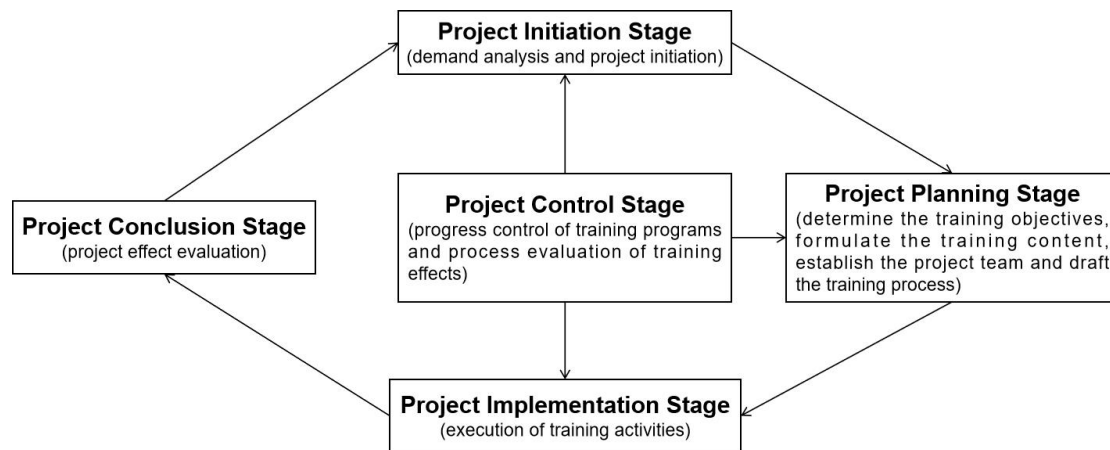 Project Initiation Stage
(demand analysis and project initiation)
Project Conclusion Stage
(project effect evaluation)
Project Control Stage
(progress control of training programs
and process evaluation of training
effects)
Project Planning Stage
(determine the training objectives,
formulate the training content,
establish the project team and draft
the training process)
Project Implementation Stage
(execution of training activities)